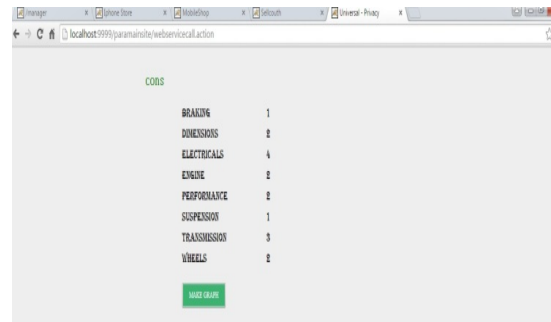 /manager
Iphone Store
MobileShop
Sellcouth
Universal - Privacy
localhost:9999/paramainsite/webservicecall.action
cons
BRAKING 1
DIMENSIONS 2
ELECTRICALS 4
ENGINE 2
PERFORMANCE 2
SUSPENSION 1
TRANSMISSION 3
WHEELS 2
MAKE GRAPH